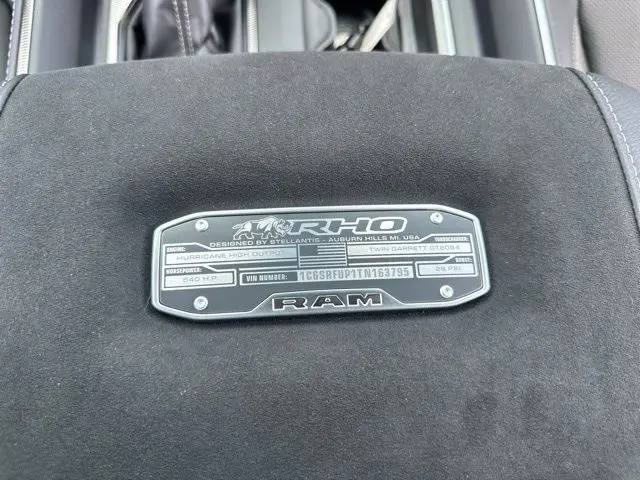 RHO
DESIGNED BY STELLANTIS - AUBURN HILLS MI, USA
ENGINE: TURBOCHARGER:
HURRICANE HIGH OUTPUT TWIN GARRETT GT2054
HORSEPOWER: BOOST:
540 H.P. VIN NUMBER: 1C6SRFUP1TN163795 26 PSI
RAM